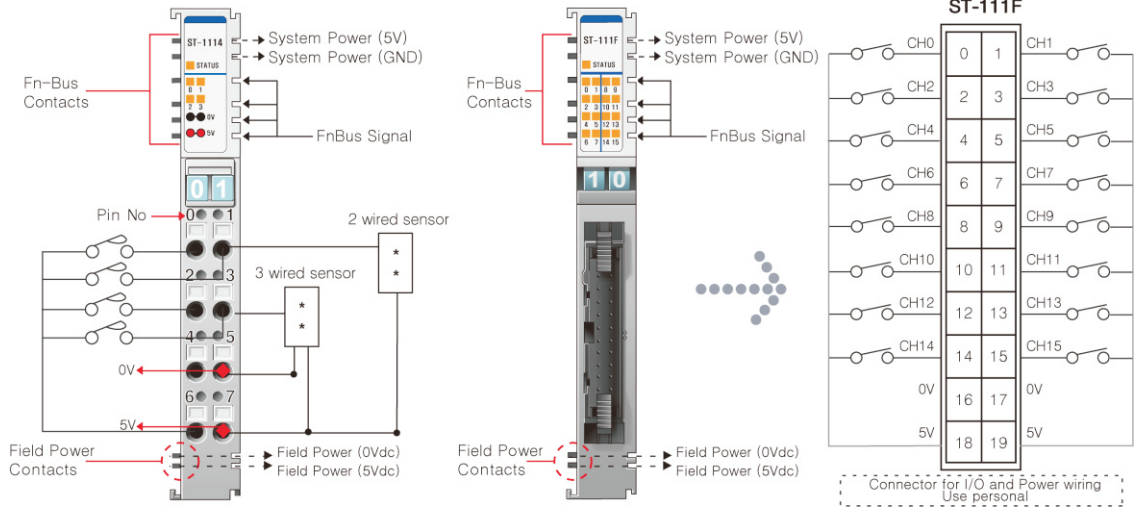 ST-1114
STATUS
0 1
2 3
0V
5V
System Power (5V)
System Power (GND)
Fn-Bus
Contacts
FnBus Signal
01
Pin No
0 1
2 wired sensor
* *
2 3
3 wired sensor
* *
4 5
0V
6 7
5V
Field Power
Contacts
Field Power (0Vdc)
Field Power (5Vdc)
ST-111F
STATUS
0 1 8 9
2 3 10 11
4 5 12 13
6 7 14 15
System Power (5V)
System Power (GND)
Fn-Bus
Contacts
FnBus Signal
10
Field Power
Contacts
Field Power (0Vdc)
Field Power (5Vdc)
ST-111F
CH0 0 1 CH1
CH2 2 3 CH3
CH4 4 5 CH5
CH6 6 7 CH7
CH8 8 9 CH9
CH10 10 11 CH11
CH12 12 13 CH13
CH14 14 15 CH15
0V 16 17 0V
5V 18 19 5V
Connector for I/O and Power wiring
Use personal